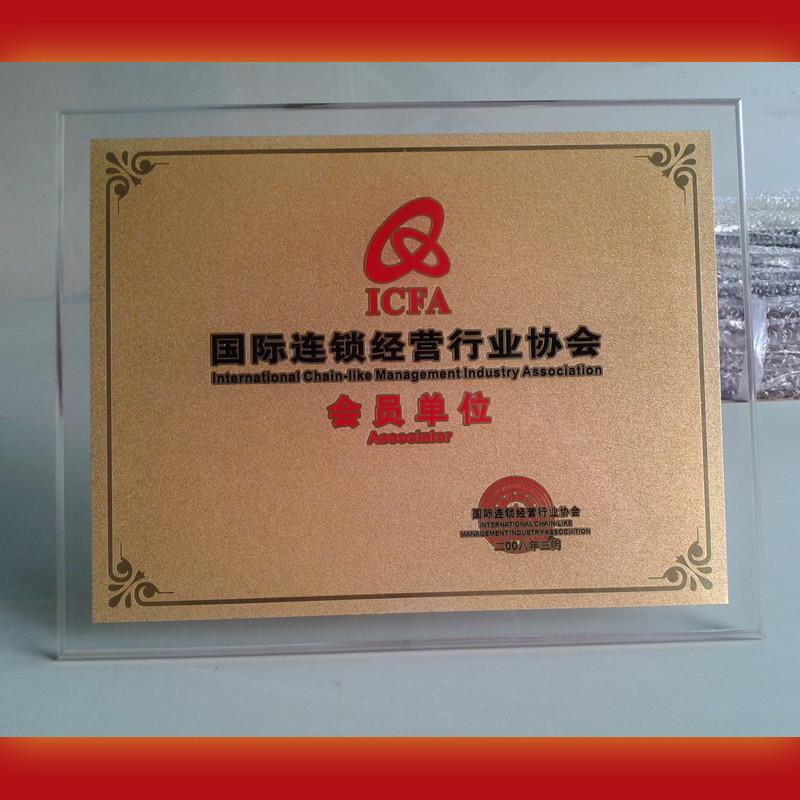 ICFA
国际连锁经营行业协会
International Chain-like Management Industry Association
会员单位
Associator
国际连锁经营行业协会
INTERNATIONAL CHAIN-LIKE
MANAGEMENT INDUSTRY ASSOCIATION
二00八年三月